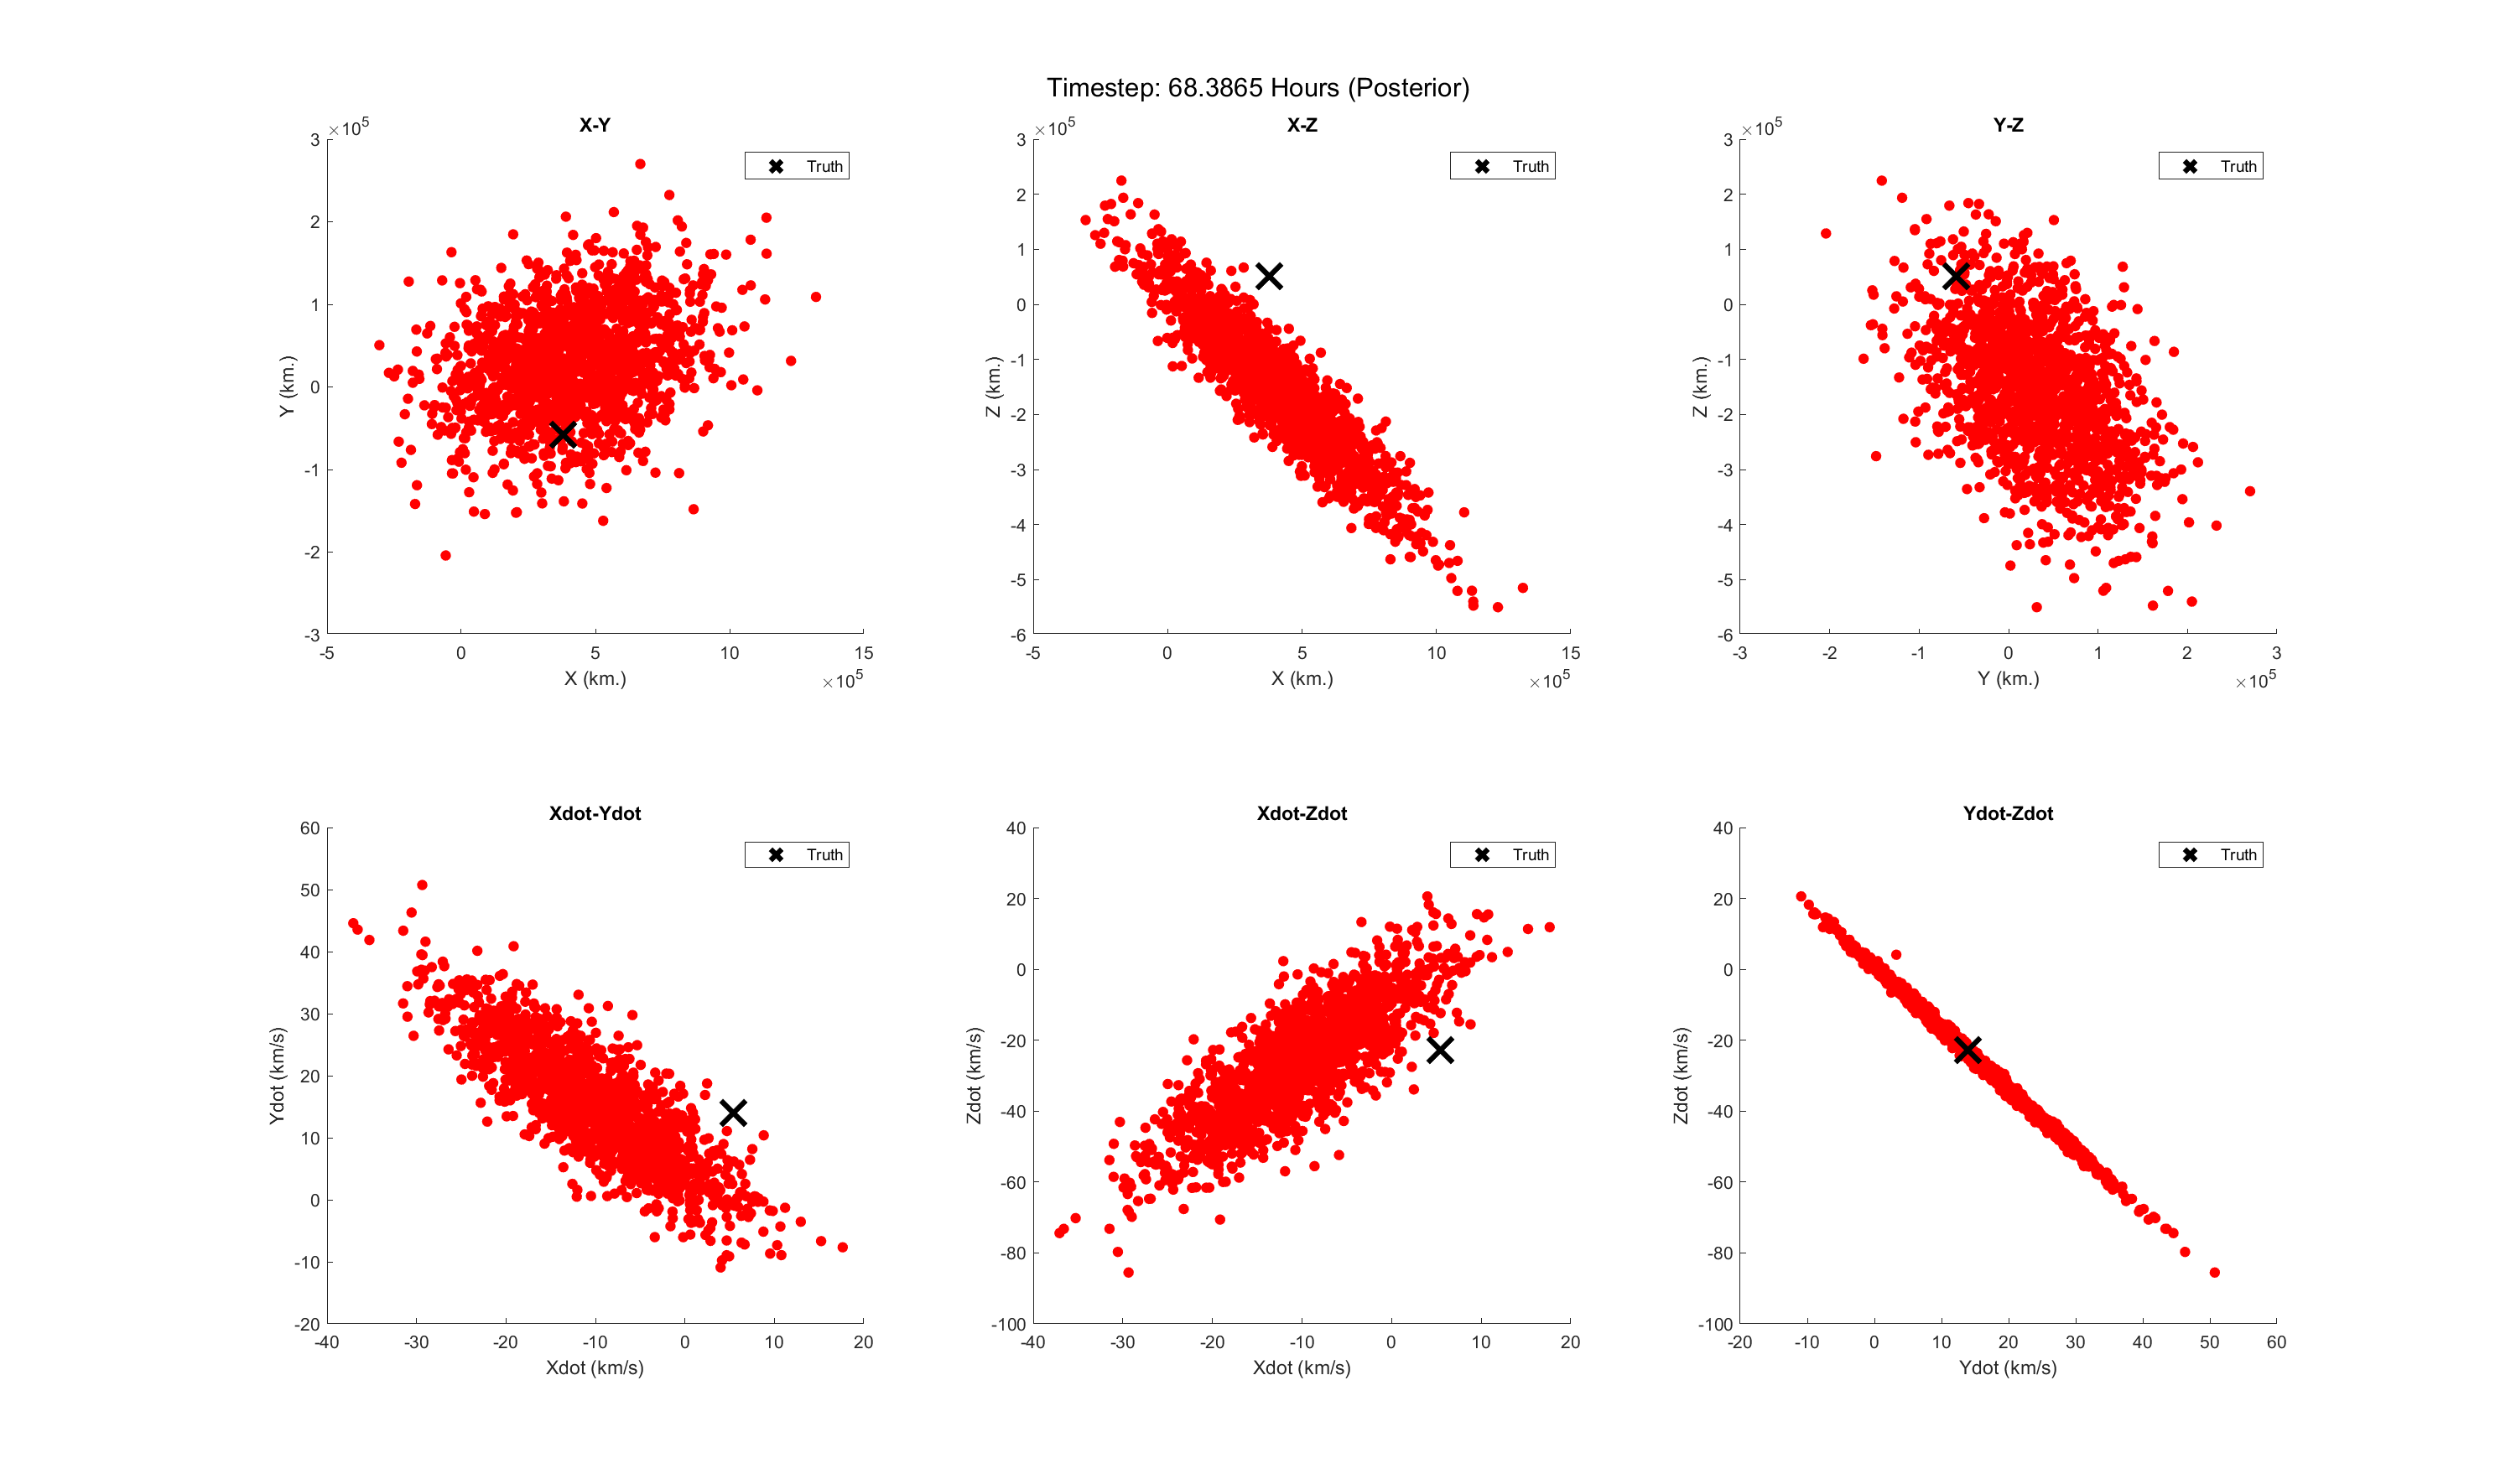 Timestep: 68.3865 Hours (Posterior)
X-Y
×10^5
Truth
3
2
1
0
-1
-2
-3
Y (km.)
-5 0 5 10 15
X (km.)
×10^5
X-Z
×10^5
Truth
3
2
1
0
-1
-2
-3
-4
-5
-6
Z (km.)
-5 0 5 10 15
X (km.)
×10^5
Y-Z
×10^5
Truth
3
2
1
0
-1
-2
-3
-4
-5
-6
Z (km.)
-3 -2 -1 0 1 2 3
Y (km.)
×10^5
Xdot-Ydot
Truth
60
50
40
30
20
10
0
-10
-20
Ydot (km/s)
-40 -30 -20 -10 0 10 20
Xdot (km/s)
Xdot-Zdot
Truth
40
20
0
-20
-40
-60
-80
-100
Zdot (km/s)
-40 -30 -20 -10 0 10 20
Xdot (km/s)
Ydot-Zdot
Truth
40
20
0
-20
-40
-60
-80
-100
Zdot (km/s)
-20 -10 0 10 20 30 40 50 60
Ydot (km/s)